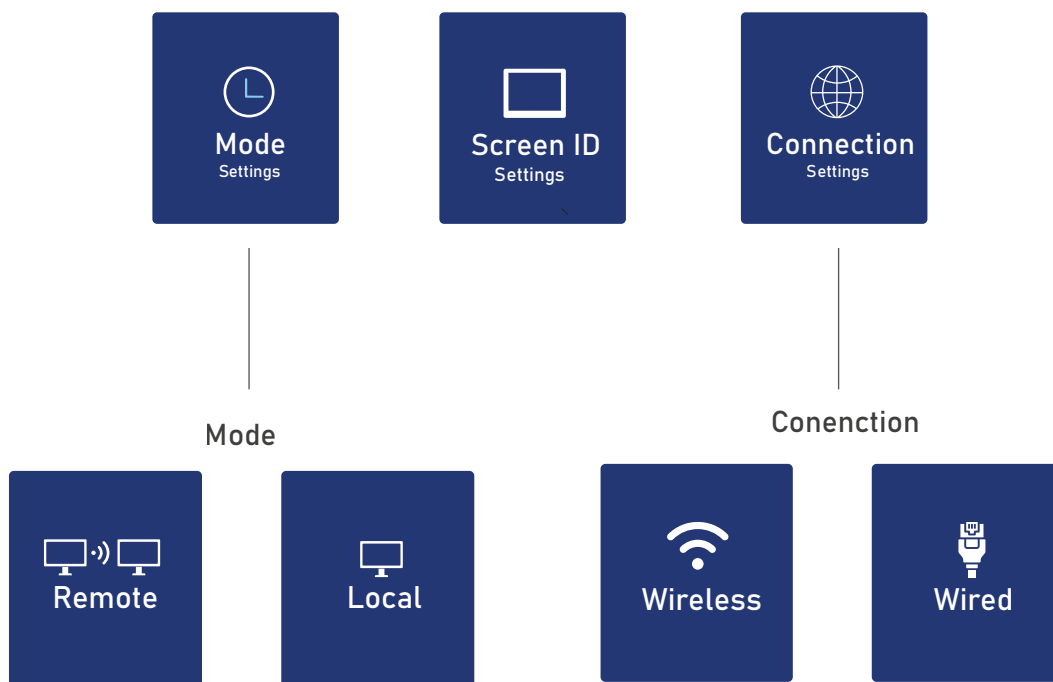 Mode
Settings
Screen ID
Settings
Connection
Settings
Mode
Conenction
Remote
Local
Wireless
Wired